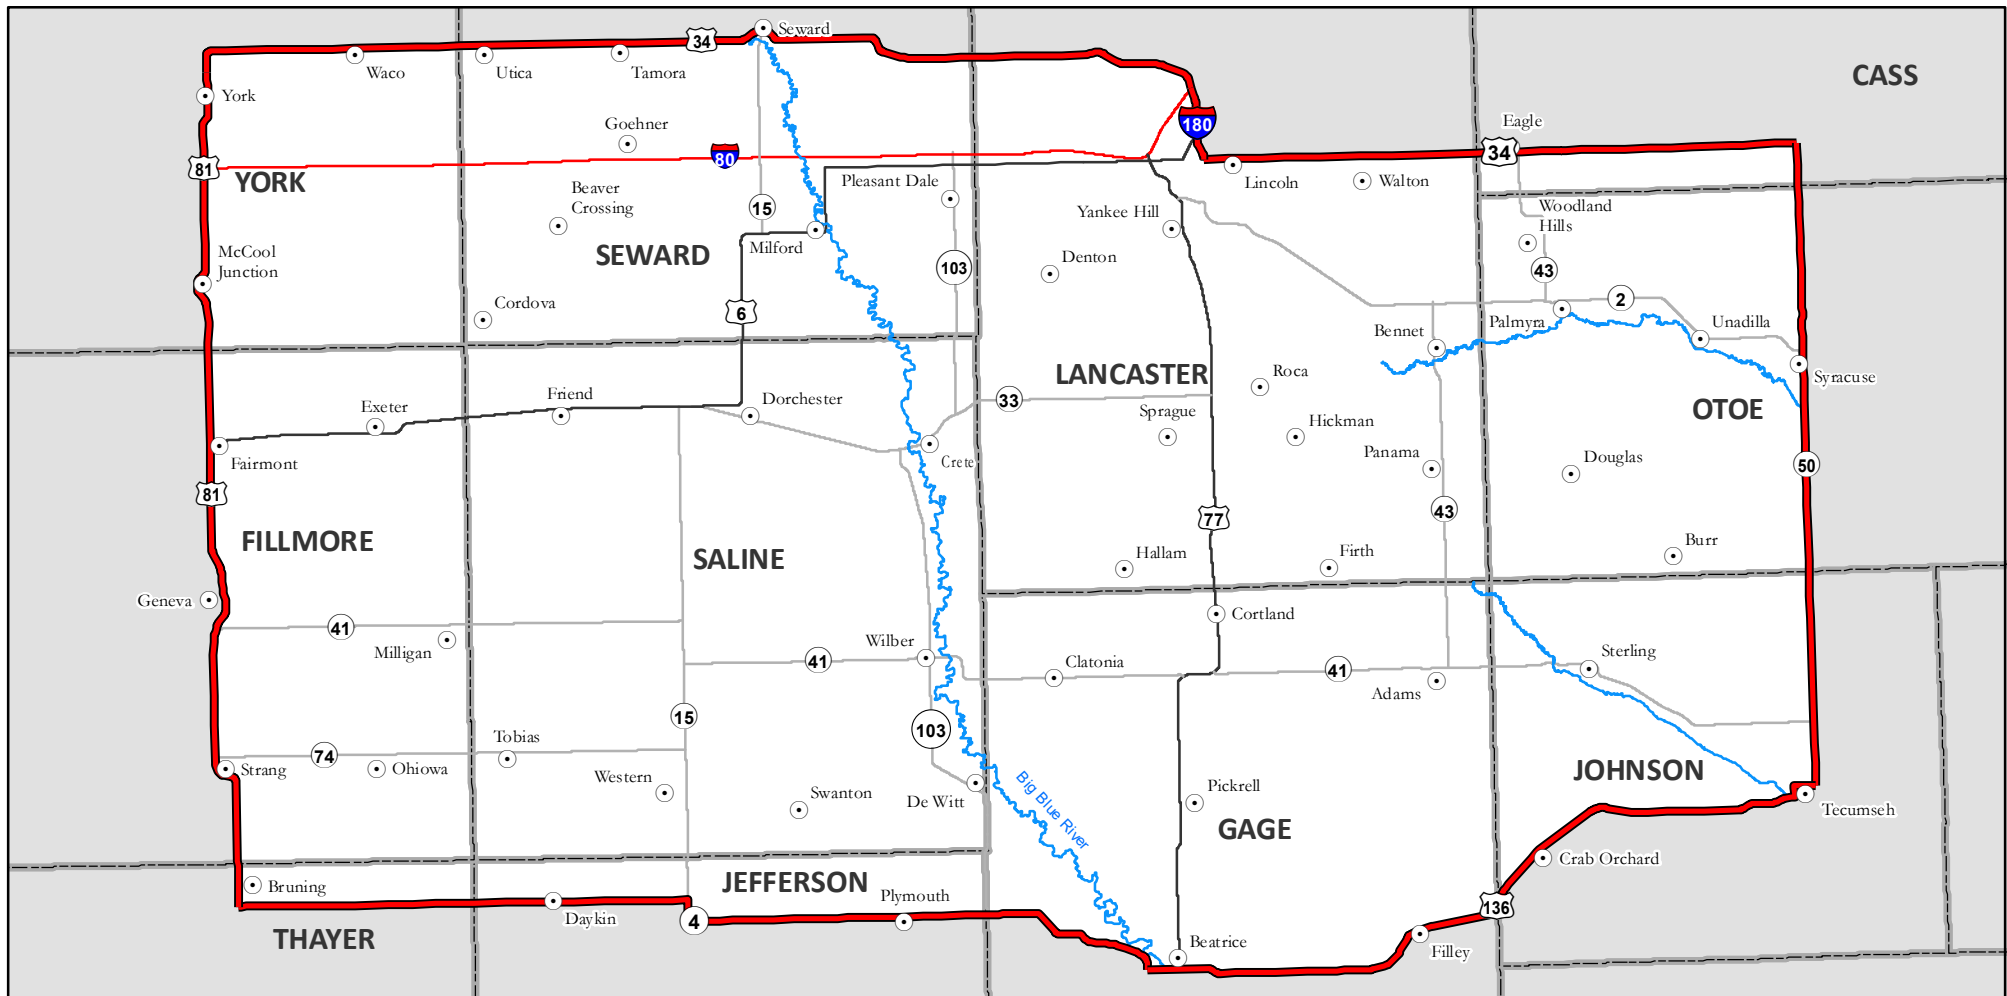 34
Seward
Waco
Utica
Tamora
CASS
York
Goehner
180
Eagle
34
81
80
YORK
Pleasant Dale
Lincoln
Walton
Beaver
Crossing
15
Yankee Hill
Woodland
Hills
McCool
Junction
SEWARD
Milford
103
Denton
43
Cordova
6
2
Bennet
Palmyra
Unadilla
LANCASTER
Roca
Syracuse
Exeter
Friend
Dorchester
33
Sprague
Hickman
OTOE
Fairmont
Crete
Panama
Douglas
50
81
77
43
FILLMORE
SALINE
Hallam
Firth
Burr
Geneva
41
Milligan
Wilber
41
Cortland
Clatonia
41
Adams
Sterling
15
103
74
Tobias
Strang
Ohiowa
Western
Swanton
De Witt
Big Blue River
Pickrell
JOHNSON
GAGE
Tecumseh
Bruning
JEFFERSON
Plymouth
Crab Orchard
Daykin
4
136
THAYER
Beatrice
Filley